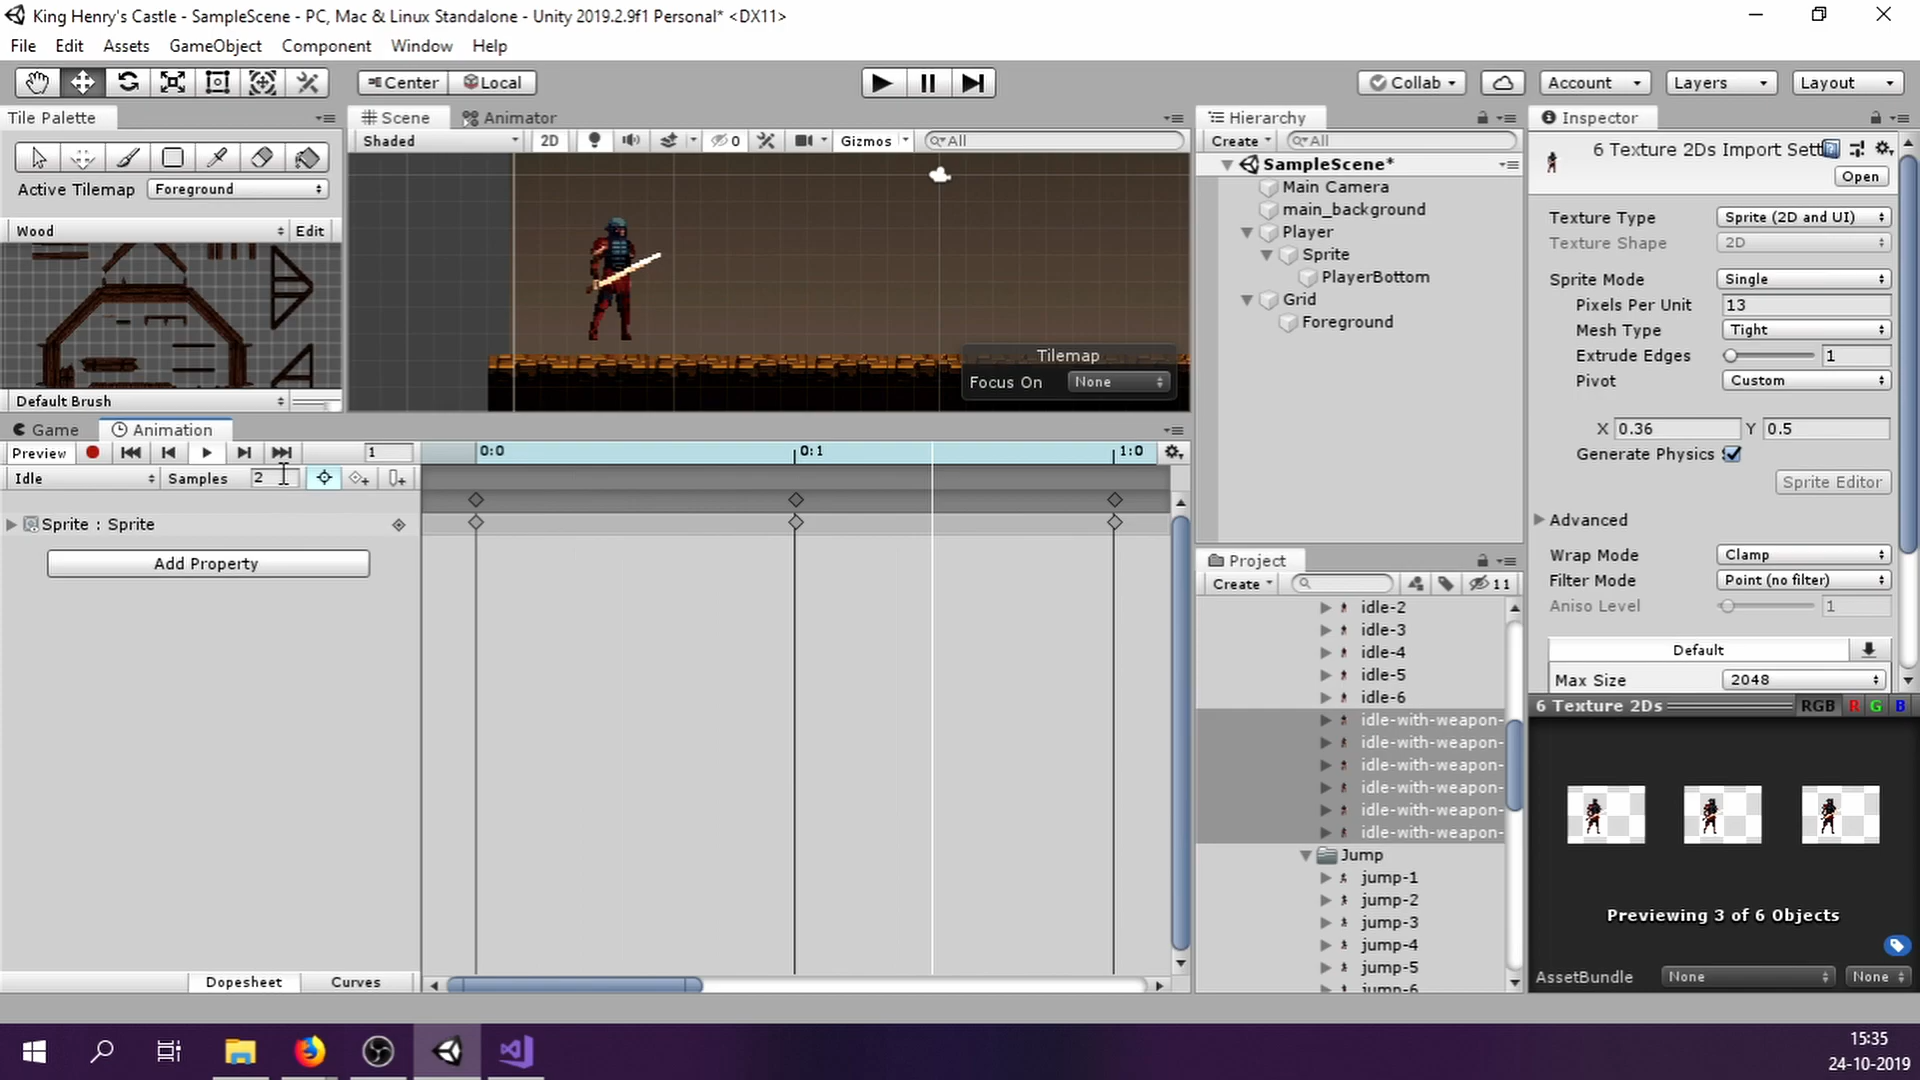 King Henry's Castle - SampleScene - PC, Mac & Linux Standalone - Unity 2019.2.9f1 Personal* <DX11>
File Edit Assets GameObject Component Window Help
Center Local Collab Account Layers Layout
Tile Palette
Active Tilemap Foreground
Wood Edit
Default Brush
Scene Animator
Shaded 2D 0 Gizmos All
Tilemap
Focus On None
Game Animation
Preview 1
Idle Samples 2
Sprite : Sprite
Add Property
Dopesheet Curves
0:0 0:1 1:0
Hierarchy
Create All
SampleScene*
Main Camera
main_background
Player
Sprite
PlayerBottom
Grid
Foreground
Project
Create 11
idle-2
idle-3
idle-4
idle-5
idle-6
idle-with-weapon-
idle-with-weapon-
idle-with-weapon-
idle-with-weapon-
idle-with-weapon-
idle-with-weapon-
Jump
jump-1
jump-2
jump-3
jump-4
jump-5
jump-6
Inspector
6 Texture 2Ds Import Sett
Open
Texture Type Sprite (2D and UI)
Texture Shape 2D
Sprite Mode Single
Pixels Per Unit 13
Mesh Type Tight
Extrude Edges 1
Pivot Custom
X 0.36 Y 0.5
Generate Physics
Sprite Editor
Advanced
Wrap Mode Clamp
Filter Mode Point (no filter)
Aniso Level 1
Default
Max Size 2048
6 Texture 2Ds RGB R G B
Previewing 3 of 6 Objects
AssetBundle None None
15:35
24-10-2019